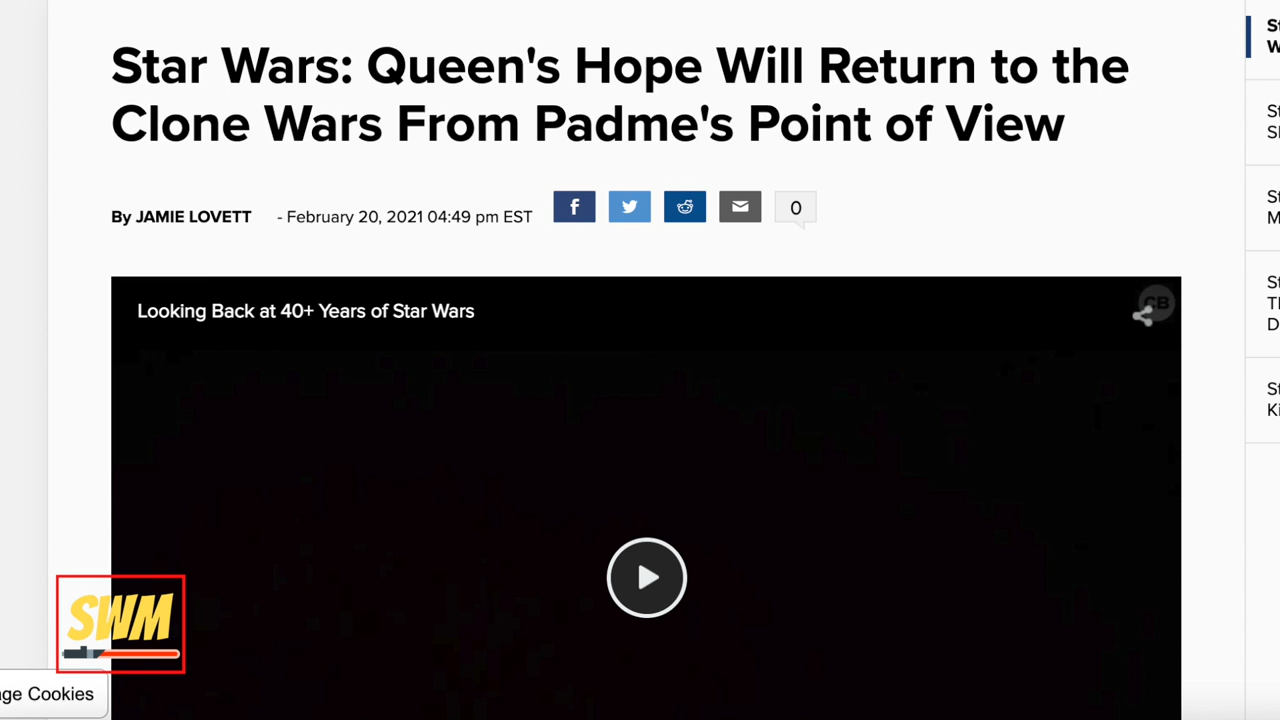 Star Wars: Queen's Hope Will Return to the
Clone Wars From Padme's Point of View
By JAMIE LOVETT - February 20, 2021 04:49 pm EST
f
0
Looking Back at 40+ Years of Star Wars
CB
SWM
Cookies